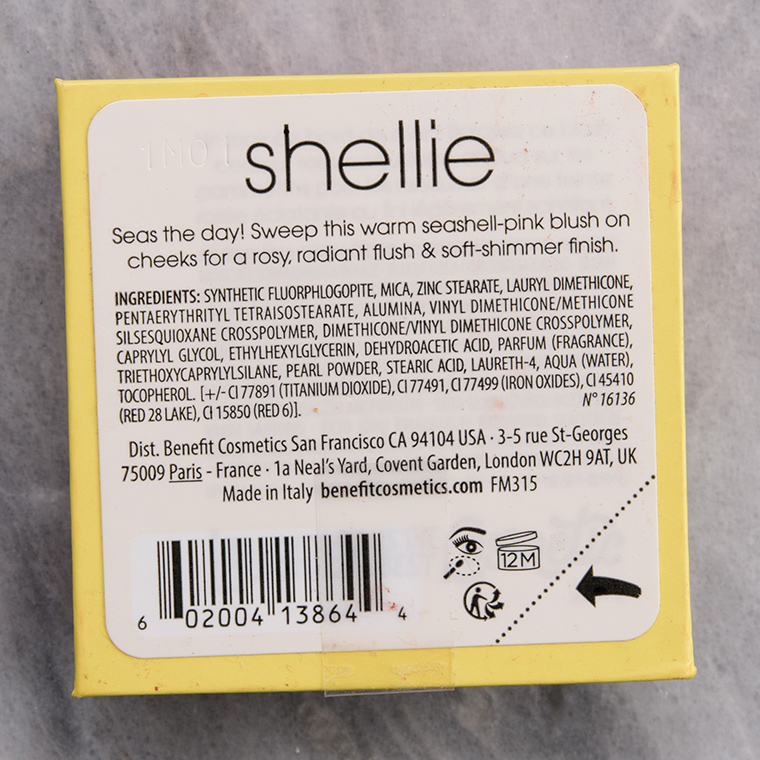 1M01
shellie
Seas the day! Sweep this warm seashell-pink blush on
cheeks for a rosy, radiant flush & soft-shimmer finish.
INGREDIENTS: SYNTHETIC FLUORPHLOGOPITE, MICA, ZINC STEARATE, LAURYL DIMETHICONE,
PENTAERYTHRITYL TETRAISOSTEARATE, ALUMINA, VINYL DIMETHICONE/METHICONE
SILSESQUIOXANE CROSSPOLYMER, DIMETHICONE/VINYL DIMETHICONE CROSSPOLYMER,
CAPRYLYL GLYCOL, ETHYLHEXYLGLYCERIN, DEHYDROACETIC ACID, PARFUM (FRAGRANCE),
TRIETHOXYCAPRYLYLSILANE, PEARL POWDER, STEARIC ACID, LAURETH-4, AQUA (WATER),
TOCOPHEROL. [+/- CI 77891 (TITANIUM DIOXIDE), CI 77491, CI 77499 (IRON OXIDES), CI 45410
(RED 28 LAKE), CI 15850 (RED 6)]. N° 16136
Dist. Benefit Cosmetics San Francisco CA 94104 USA · 3-5 rue St-Georges
75009 Paris - France · 1a Neal's Yard, Covent Garden, London WC2H 9AT, UK
Made in Italy benefitcosmetics.com FM315
12M
6 02004 13864 4